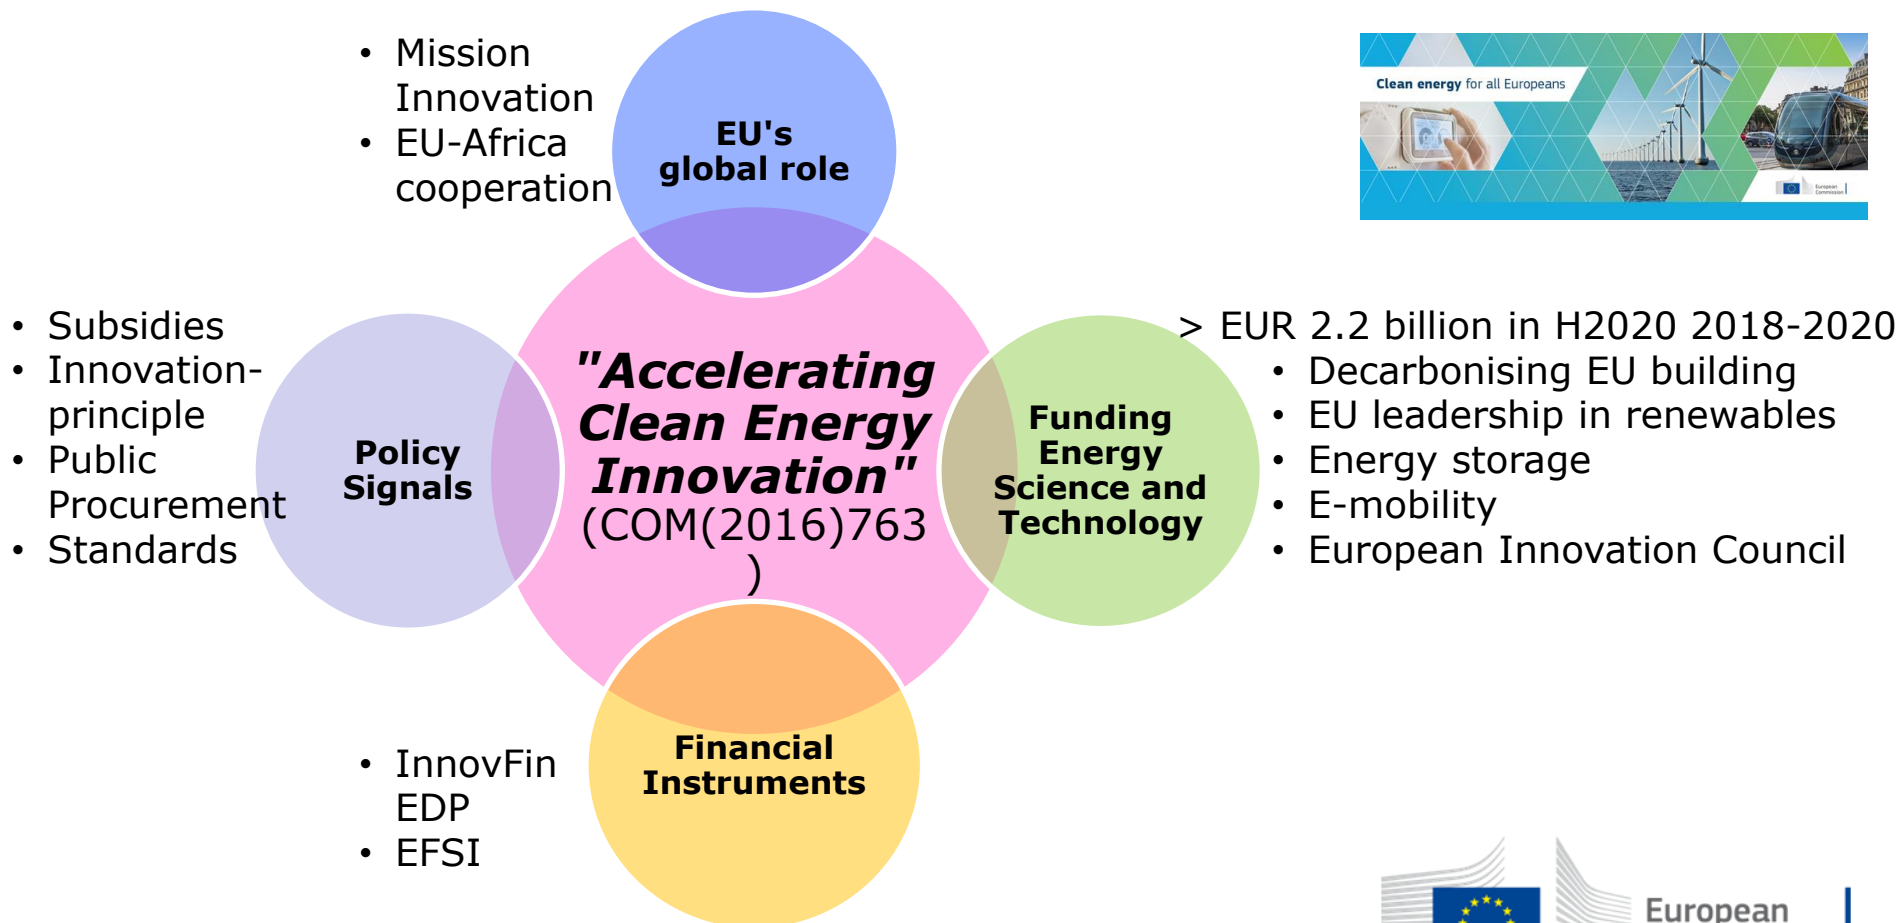 • Mission
Innovation
• EU-Africa
cooperation
EU's
global role
Clean energy for all Europeans
European
Commission
• Subsidies
• Innovation-
principle
• Public
Procurement
• Standards
Policy
Signals
"Accelerating
Clean Energy
Innovation"
(COM(2016)763
)
Funding
Energy
Science and
Technology
> EUR 2.2 billion in H2020 2018-2020
• Decarbonising EU building
• EU leadership in renewables
• Energy storage
• E-mobility
• European Innovation Council
• InnovFin
EDP
• EFSI
Financial
Instruments
European